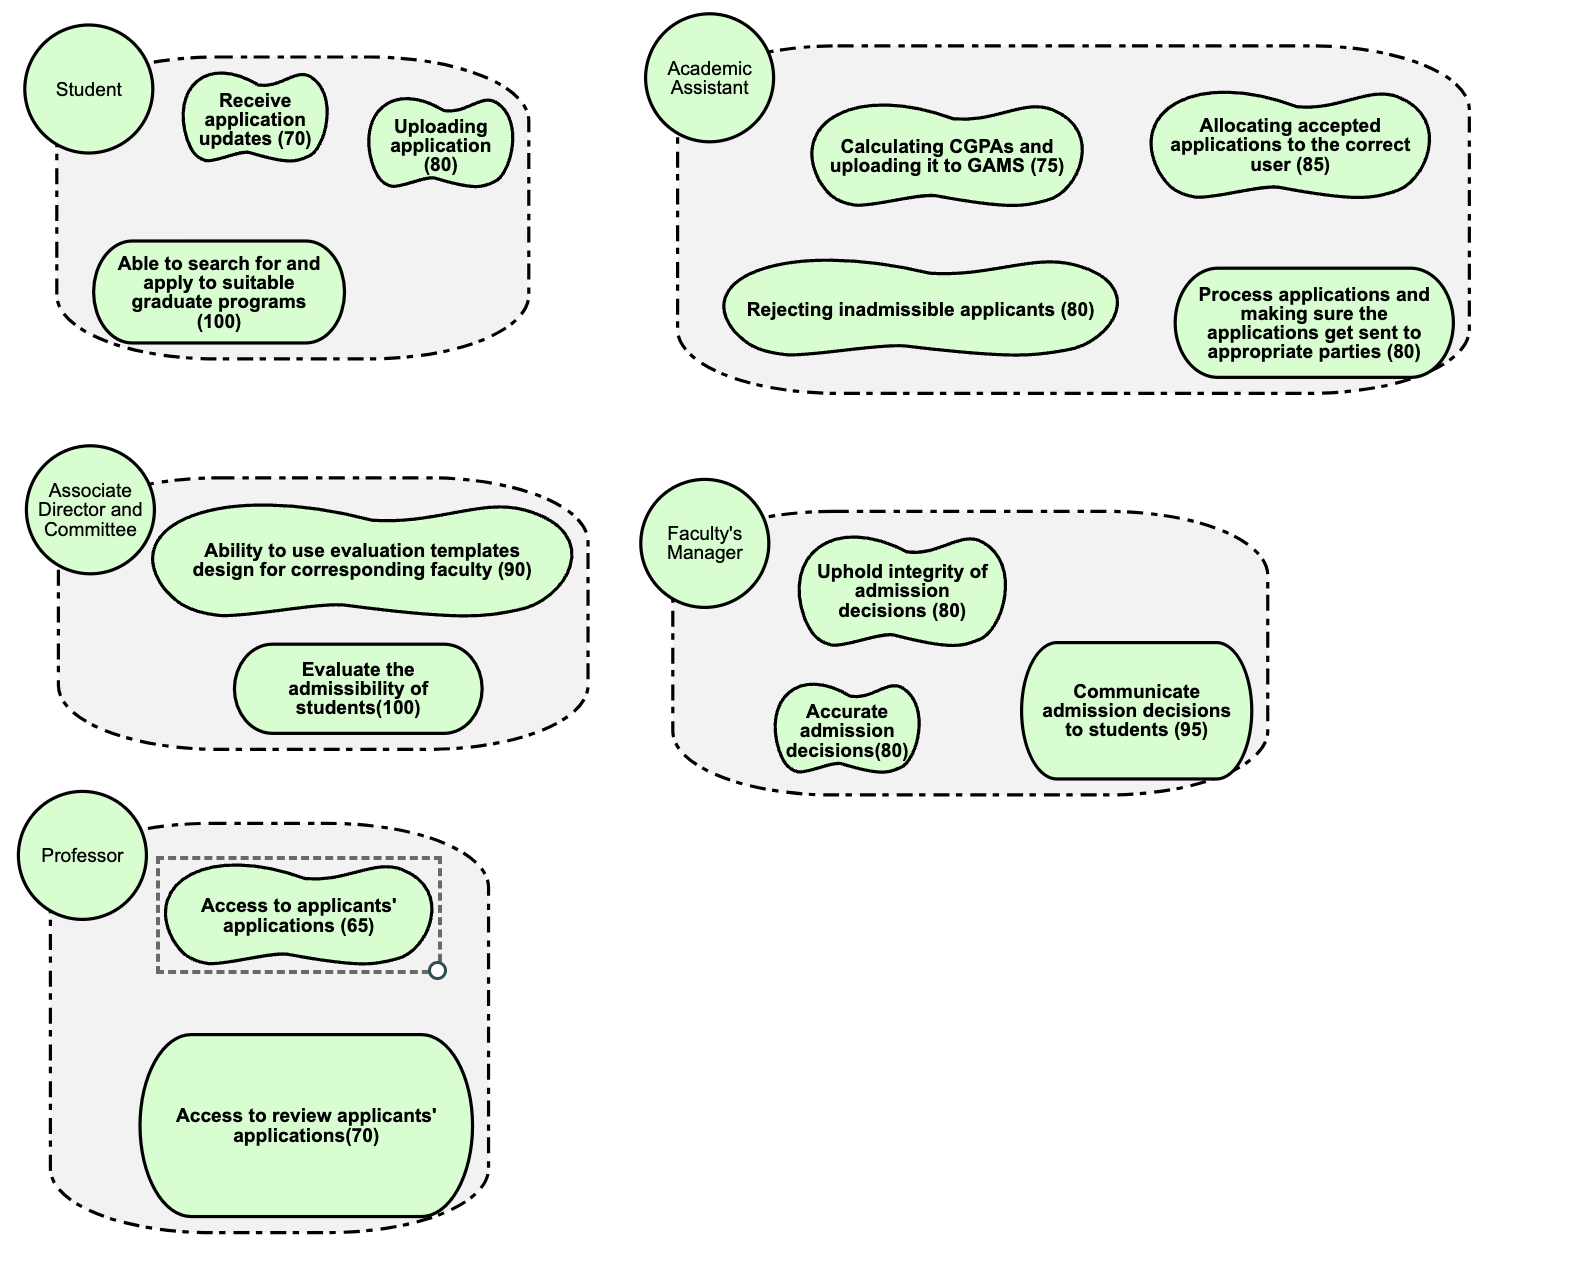 Student
Receive
application
updates (70)
Uploading
application
(80)
Able to search for and
apply to suitable
graduate programs
(100)
Academic
Assistant
Calculating CGPAs and
uploading it to GAMS (75)
Allocating accepted
applications to the correct
user (85)
Rejecting inadmissible applicants (80)
Process applications and
making sure the
applications get sent to
appropriate parties (80)
Associate
Director and
Committee
Ability to use evaluation templates
design for corresponding faculty (90)
Evaluate the
admissibility of
students(100)
Faculty's
Manager
Uphold integrity of
admission
decisions (80)
Accurate
admission
decisions(80)
Communicate
admission decisions
to students (95)
Professor
Access to applicants'
applications (65)
Access to review applicants'
applications(70)